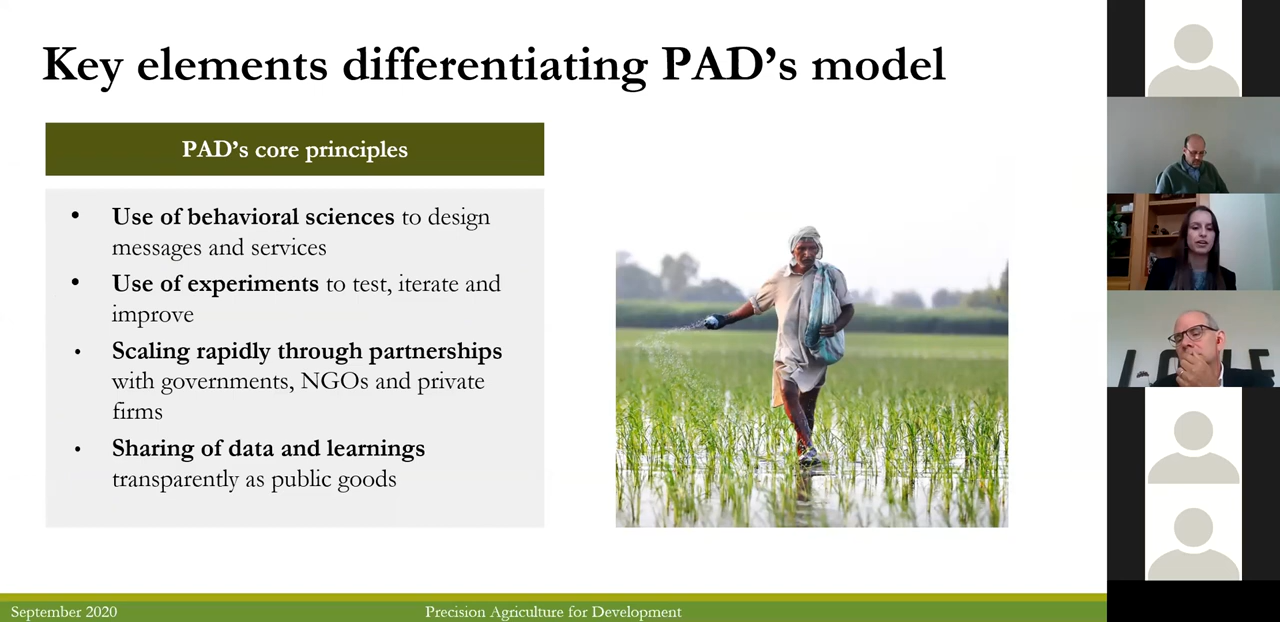 Key elements differentiating PAD’s model
PAD’s core principles
• Use of behavioral sciences to design
messages and services
• Use of experiments to test, iterate and
improve
• Scaling rapidly through partnerships
with governments, NGOs and private
firms
• Sharing of data and learnings
transparently as public goods
September 2020
Precision Agriculture for Development